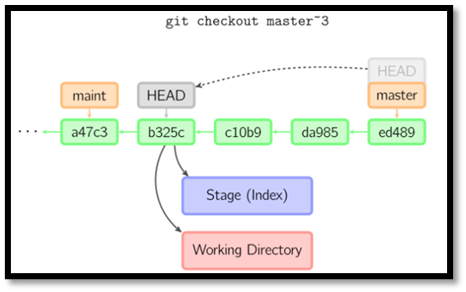 git checkout master~3
HEAD
maint HEAD master
... a47c3 b325c c10b9 da985 ed489
Stage (Index)
Working Directory